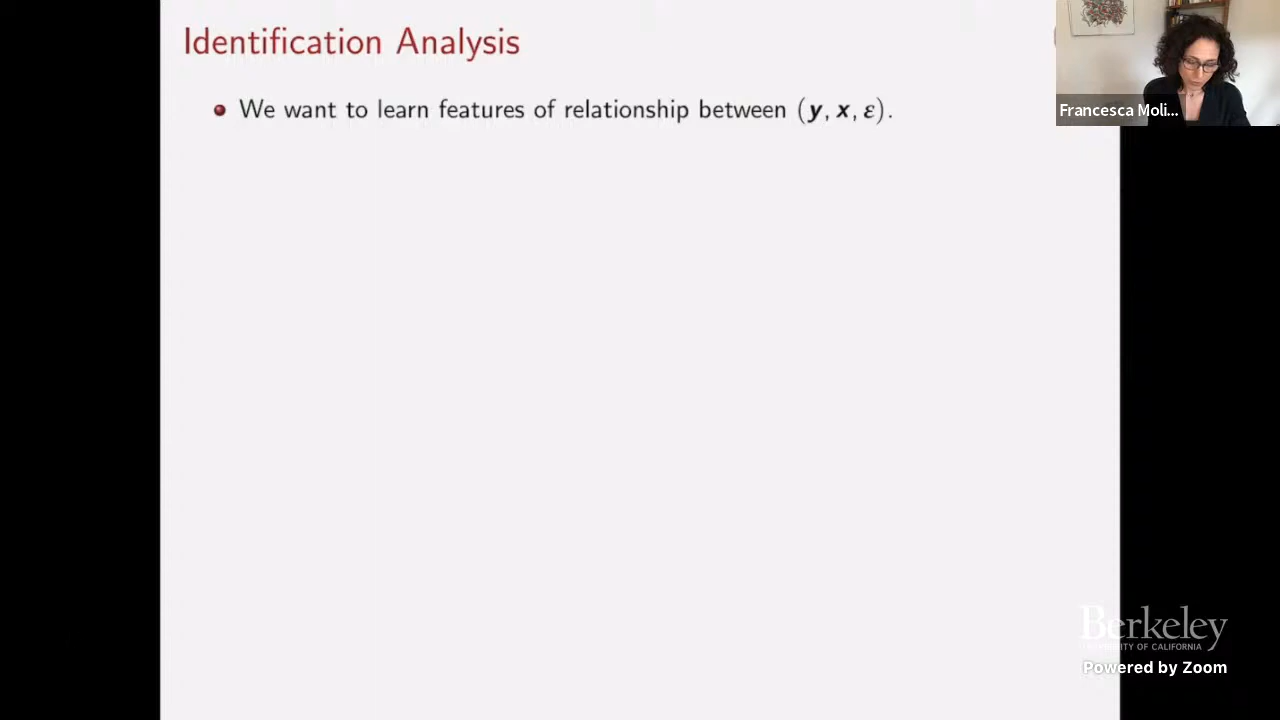 Identification Analysis
We want to learn features of relationship between (y, x, ε).
Francesca Moli...
Berkeley
UNIVERSITY OF CALIFORNIA
Powered by Zoom